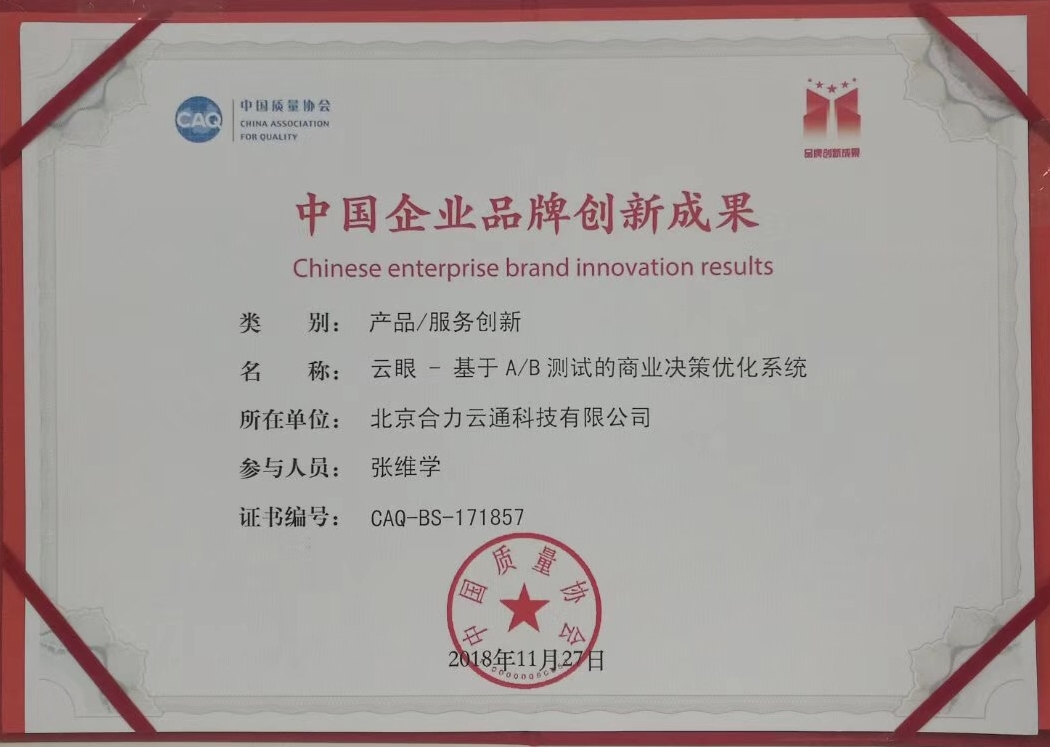 CAQ
中国质量协会
CHINA ASSOCIATION
FOR QUALITY
品牌创新成果
中国企业品牌创新成果
Chinese enterprise brand innovation results
类 别： 产品/服务创新
名 称： 云眼 - 基于 A/B 测试的商业决策优化系统
所在单位： 北京合力云通科技有限公司
参与人员： 张维学
证书编号： CAQ-BS-171857
中国质量协会
2018年11月27日